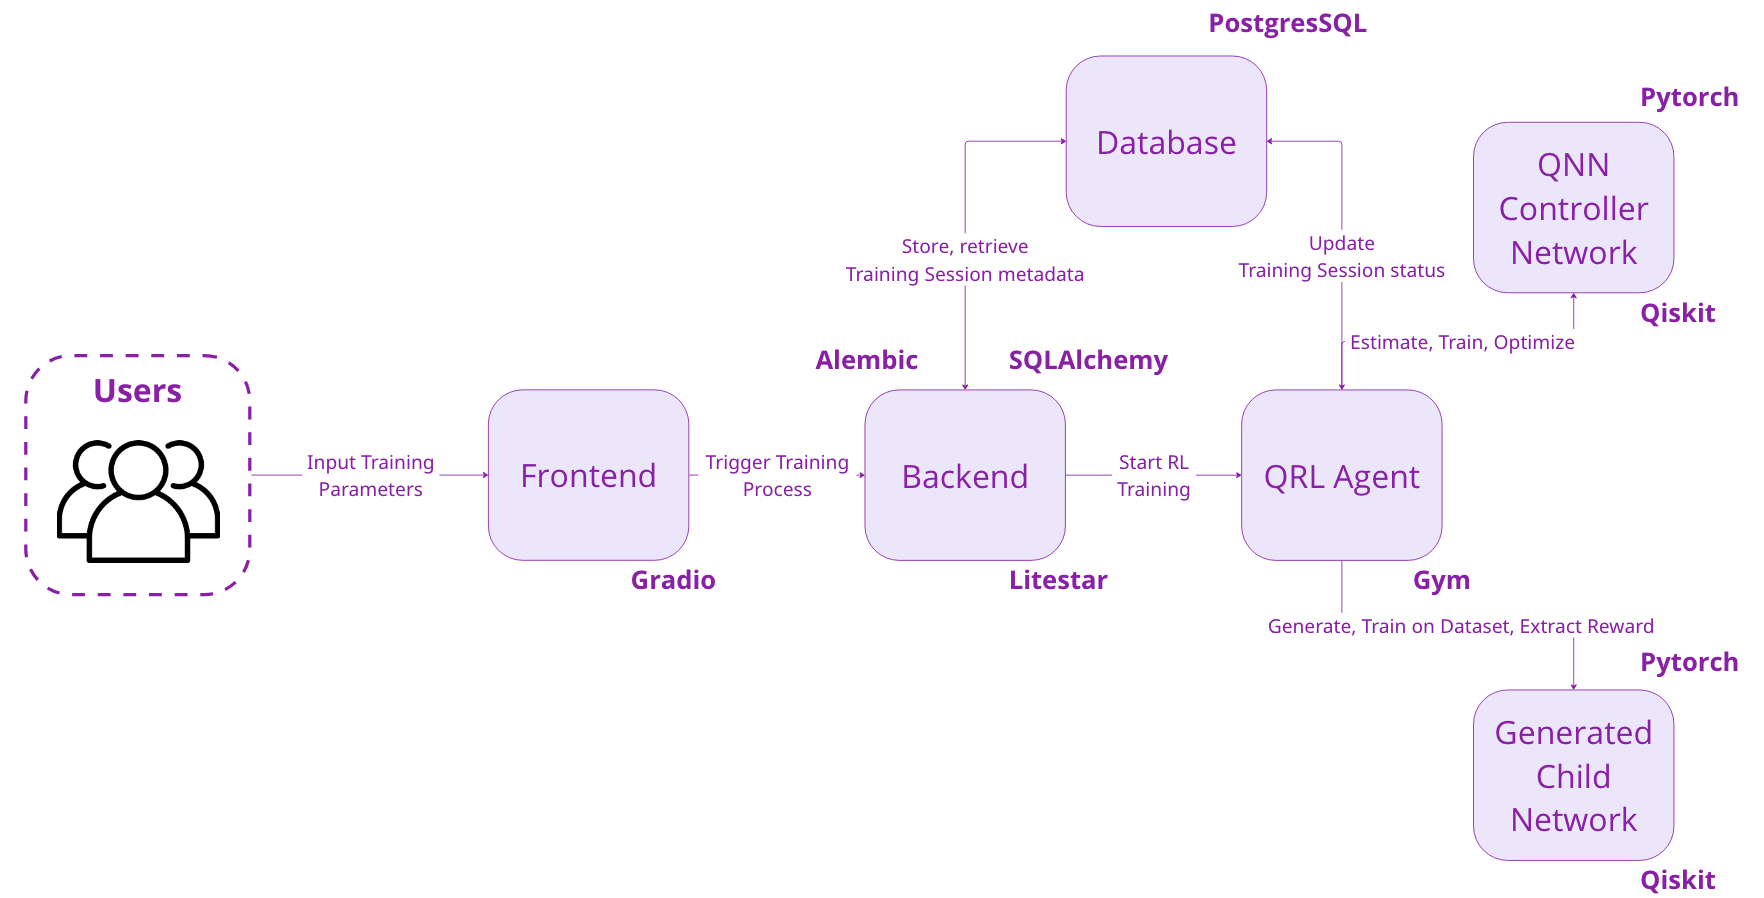 PostgresSQL
Database
Pytorch
QNN
Controller
Network
Qiskit
Store, retrieve
Training Session metadata
Update
Training Session status
Estimate, Train, Optimize
Alembic
SQLAlchemy
Users
Input Training
Parameters
Frontend
Gradio
Trigger Training
Process
Backend
Litestar
Start RL
Training
QRL Agent
Gym
Generate, Train on Dataset, Extract Reward
Pytorch
Generated
Child
Network
Qiskit